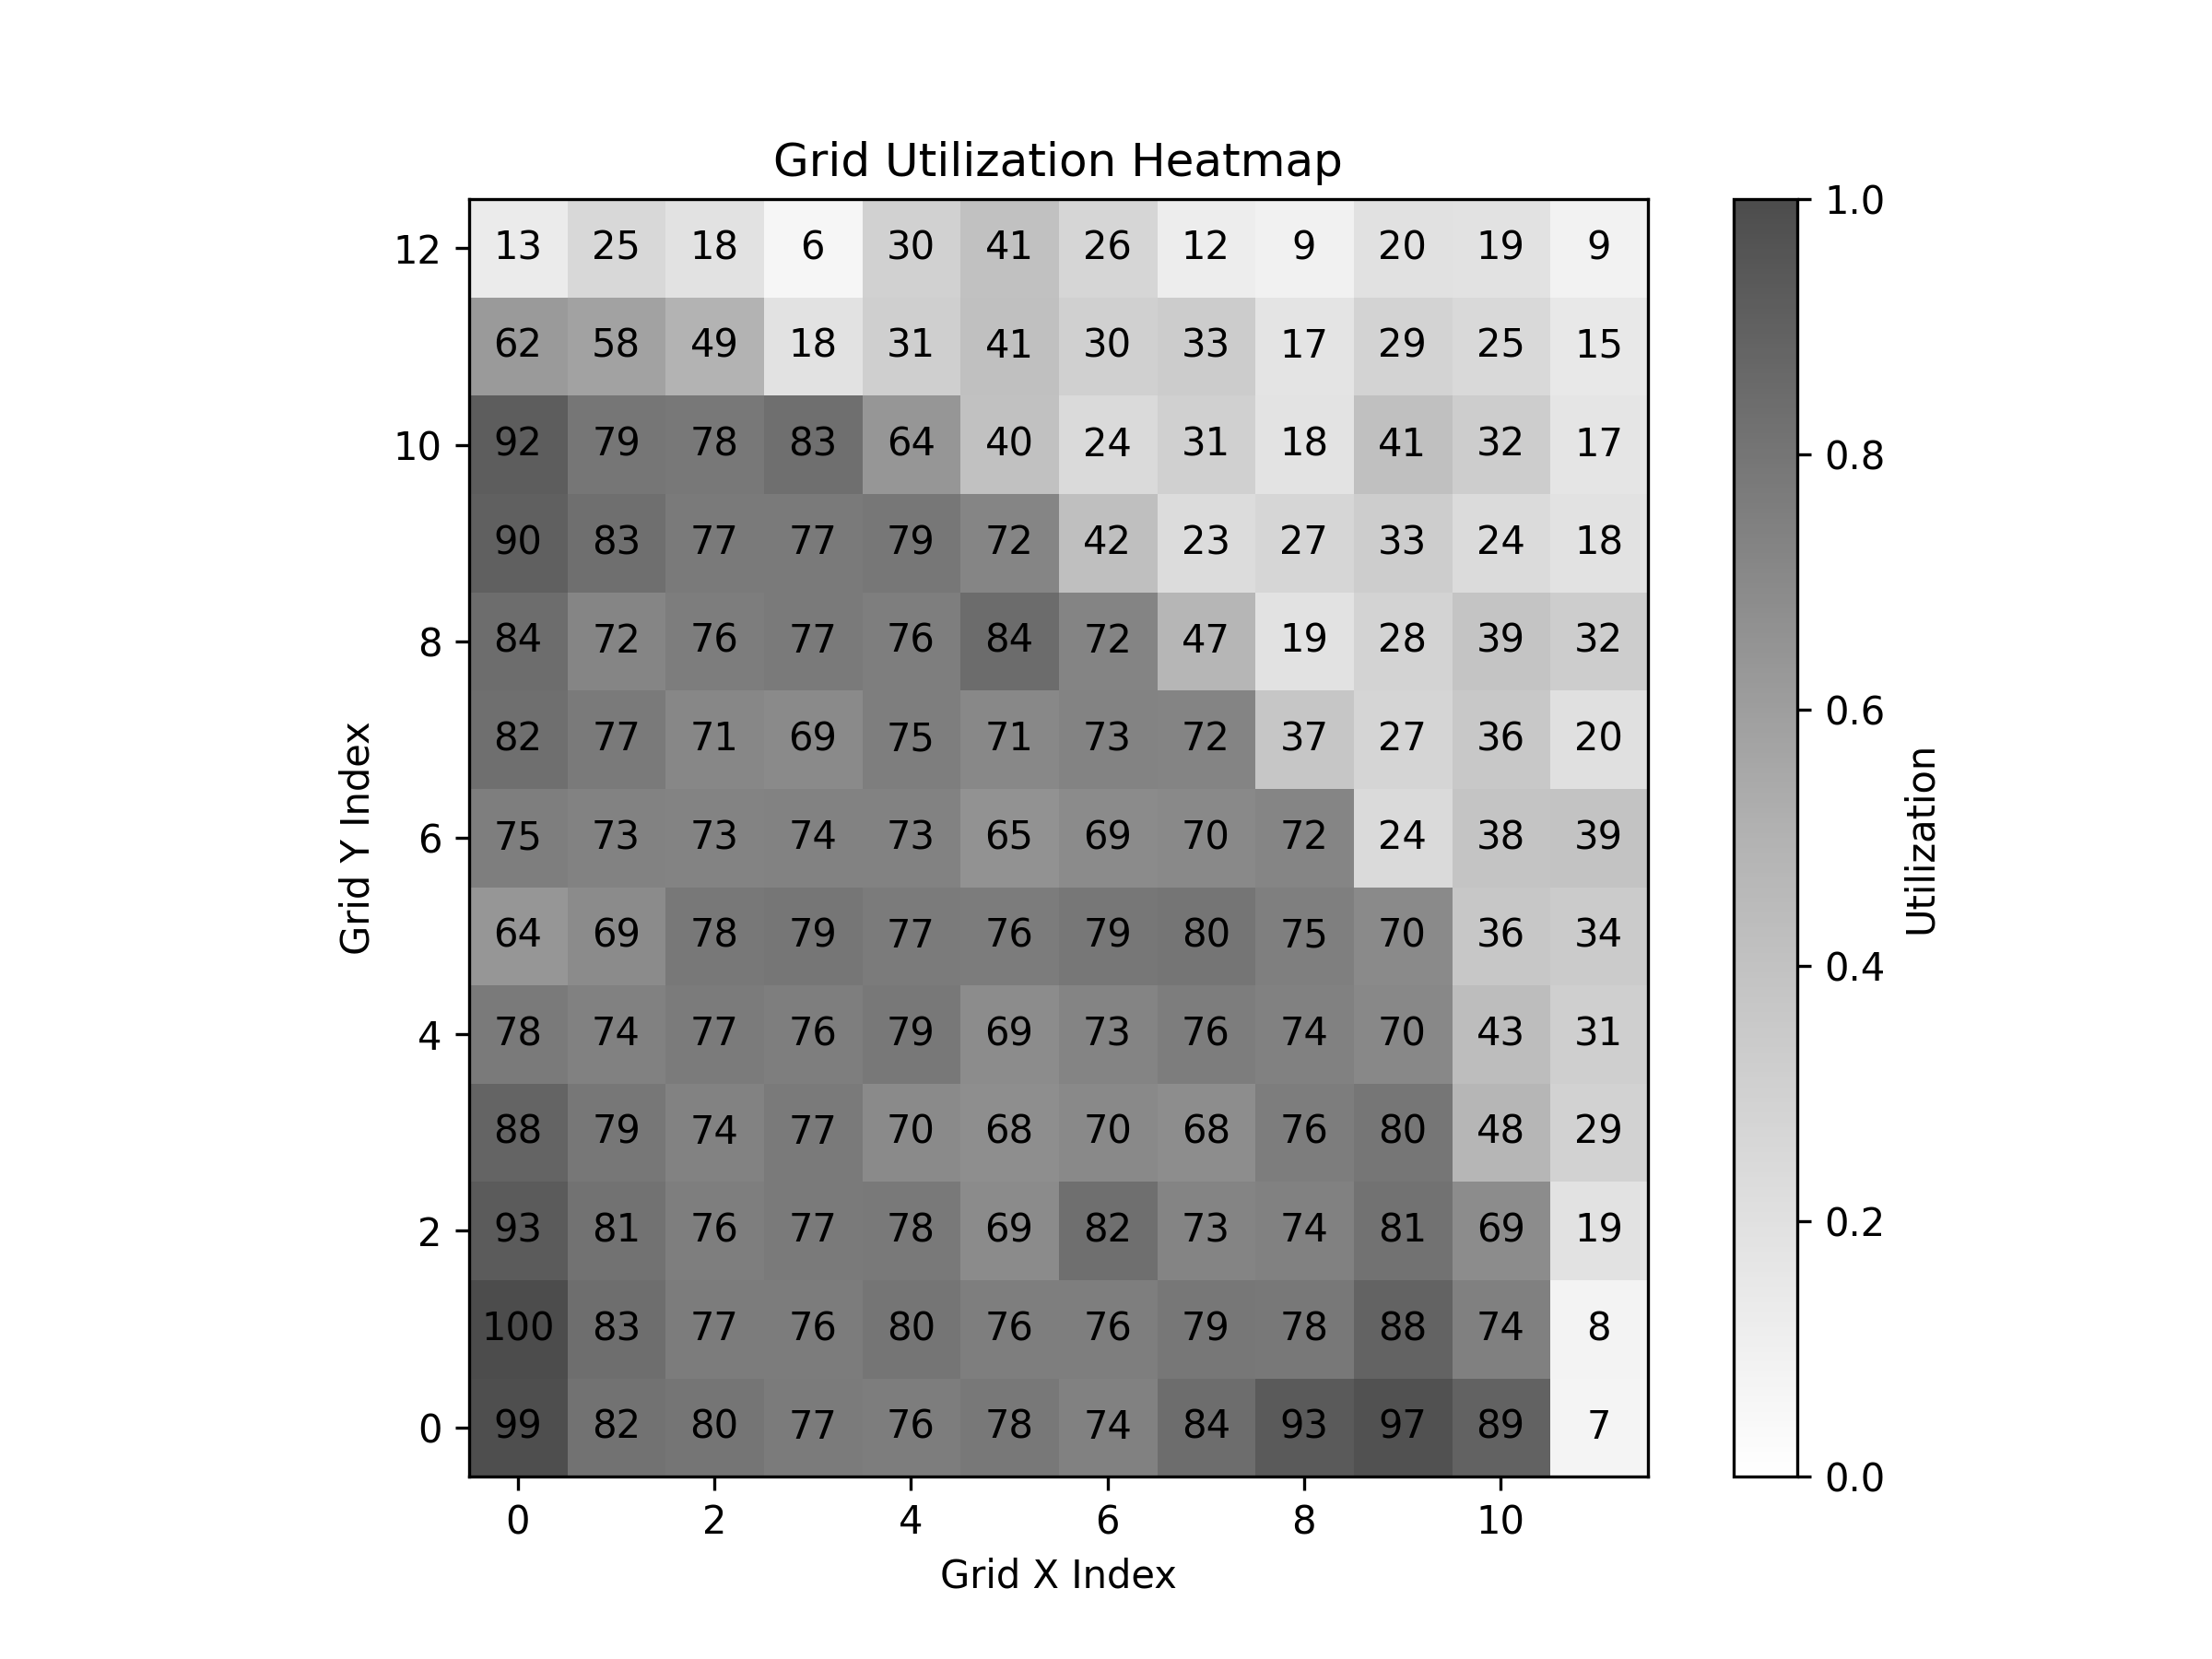 Grid Utilization Heatmap
12 13 25 18 6 30 41 26 12 9 20 19 9
62 58 49 18 31 41 30 33 17 29 25 15
10 92 79 78 83 64 40 24 31 18 41 32 17
90 83 77 77 79 72 42 23 27 33 24 18
8 84 72 76 77 76 84 72 47 19 28 39 32
82 77 71 69 75 71 73 72 37 27 36 20
6 75 73 73 74 73 65 69 70 72 24 38 39
64 69 78 79 77 76 79 80 75 70 36 34
4 78 74 77 76 79 69 73 76 74 70 43 31
88 79 74 77 70 68 70 68 76 80 48 29
2 93 81 76 77 78 69 82 73 74 81 69 19
100 83 77 76 80 76 76 79 78 88 74 8
0 99 82 80 77 76 78 74 84 93 97 89 7
0 2 4 6 8 10
Grid X Index
Grid Y Index
1.0
0.8
0.6
0.4
0.2
0.0
Utilization